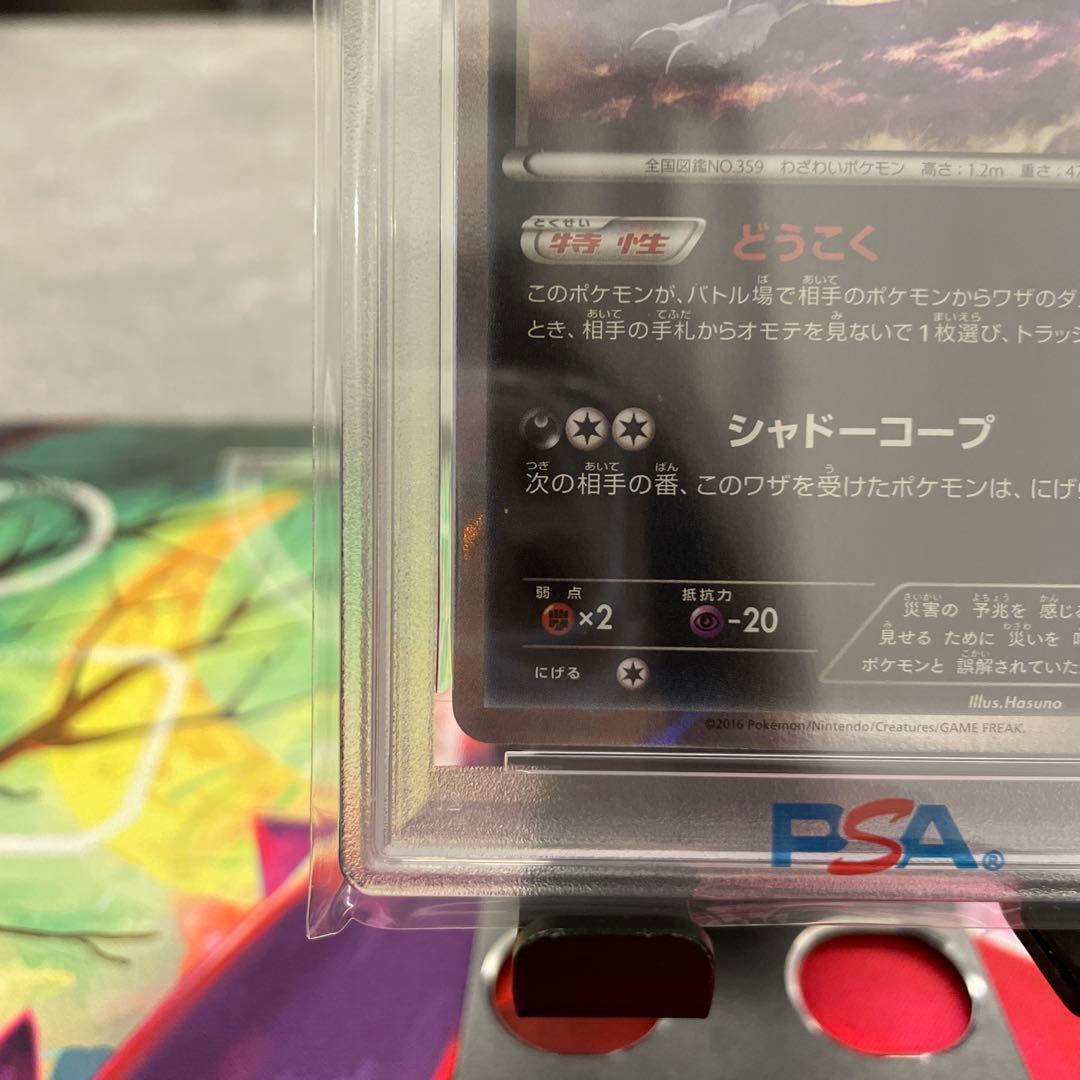 全国図鑑NO.359 わざわいポケモン 高さ：1.2m 重さ：47
とくせい
特性 どうこく
ば あいて
このポケモンが、バトル場で相手のポケモンからワザのダ
あいて てふだ み まいえら
とき、相手の手札からオモテを見ないで1枚選び、トラッシ
シャドーコープ
つぎ あいて ばん う
次の相手の番、このワザを受けたポケモンは、にげ
弱点 抵抗力
×2 -20
にげる
さいがい よちょう かん
災害の 予兆を 感じ
み わざわ
見せる ために 災いを
ごかい
ポケモンと 誤解されていた
Illus.Hasuno
©2016 Pokémon/Nintendo/Creatures/GAME FREAK.
PSA®